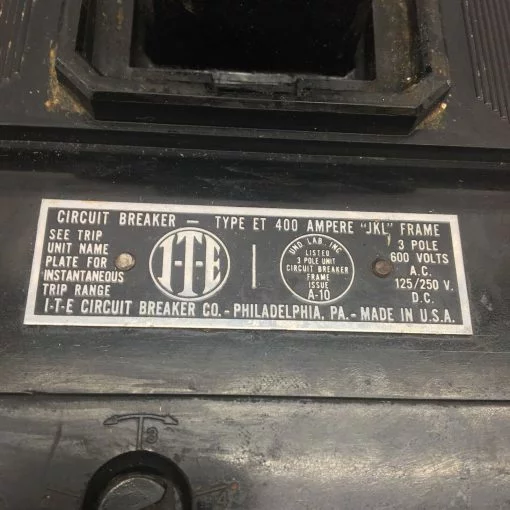 CIRCUIT BREAKER — TYPE ET 400 AMPERE "JKL" FRAME
SEE TRIP
UNIT NAME
PLATE FOR
INSTANTANEOUS
TRIP RANGE
I-T-E
UND. LAB. INC.
LISTED
3 POLE UNIT
CIRCUIT BREAKER
FRAME
ISSUE
A-10
3 POLE
600 VOLTS
A.C.
125/250 V.
D.C.
I-T-E CIRCUIT BREAKER CO. - PHILADELPHIA, PA. - MADE IN U.S.A.